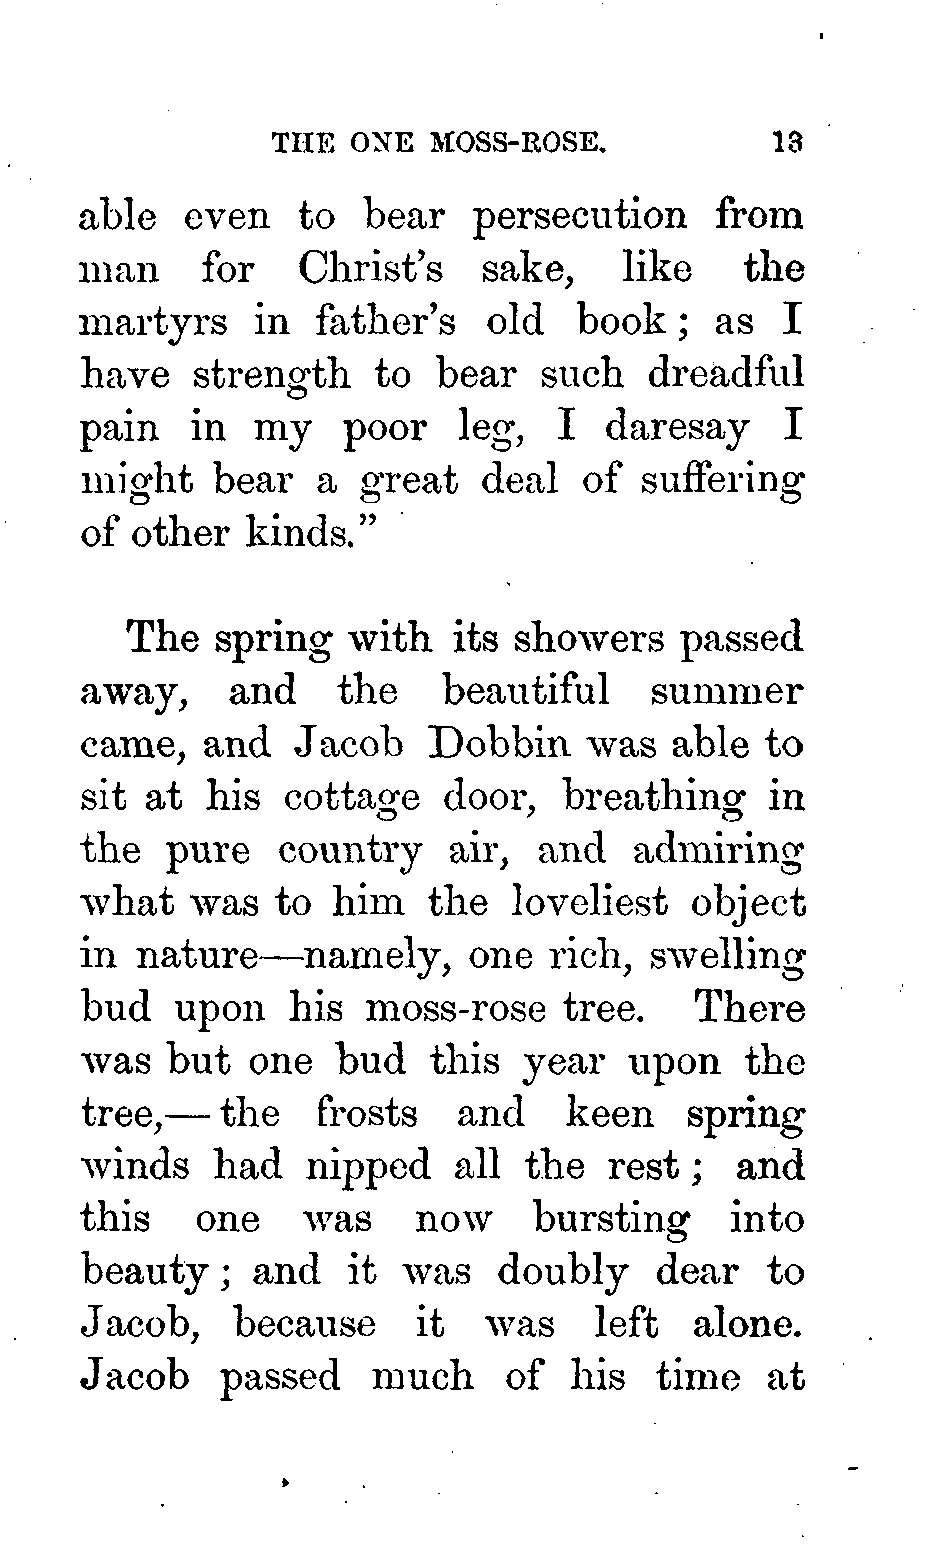 THE ONE MOSS-ROSE. 13
able even to bear persecution from
man for Christ's sake, like the
martyrs in father's old book ; as I
have strength to bear such dreadful
pain in my poor leg, I daresay I
might bear a great deal of suffering
of other kinds."
The spring with its showers passed
away, and the beautiful summer
came, and Jacob Dobbin was able to
sit at his cottage door, breathing in
the pure country air, and admiring
what was to him the loveliest object
in nature—namely, one rich, swelling
bud upon his moss-rose tree. There
was but one bud this year upon the
tree,— the frosts and keen spring
winds had nipped all the rest ; and
this one was now bursting into
beauty ; and it was doubly dear to
Jacob, because it was left alone.
Jacob passed much of his time at